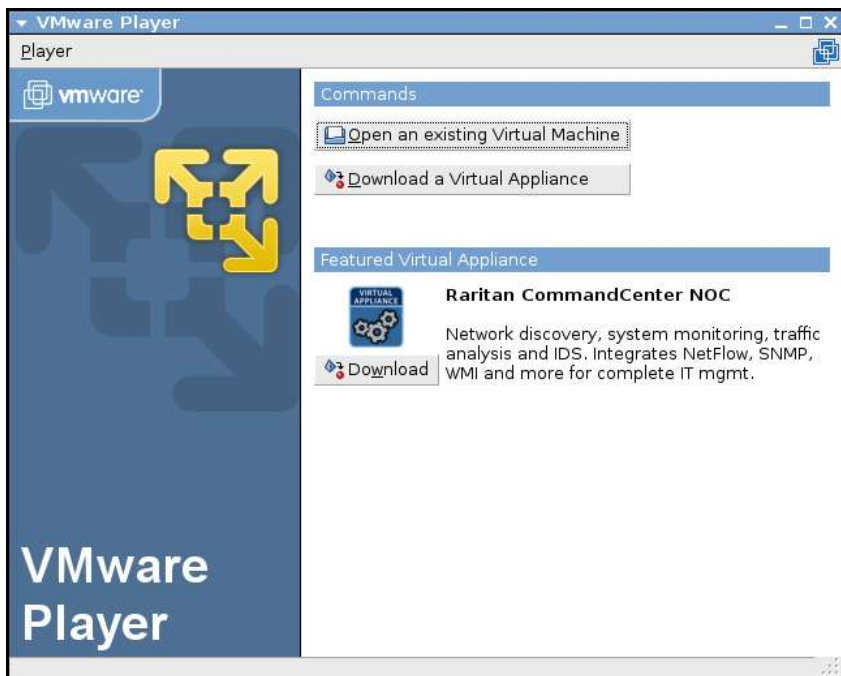 VMware Player
Player
vmware
Commands
Open an existing Virtual Machine
Download a Virtual Appliance
Featured Virtual Appliance
VIRTUAL
APPLIANCE
Raritan CommandCenter NOC
Network discovery, system monitoring, traffic
analysis and IDS. Integrates NetFlow, SNMP,
WMI and more for complete IT mgmt.
Download
VMware
Player